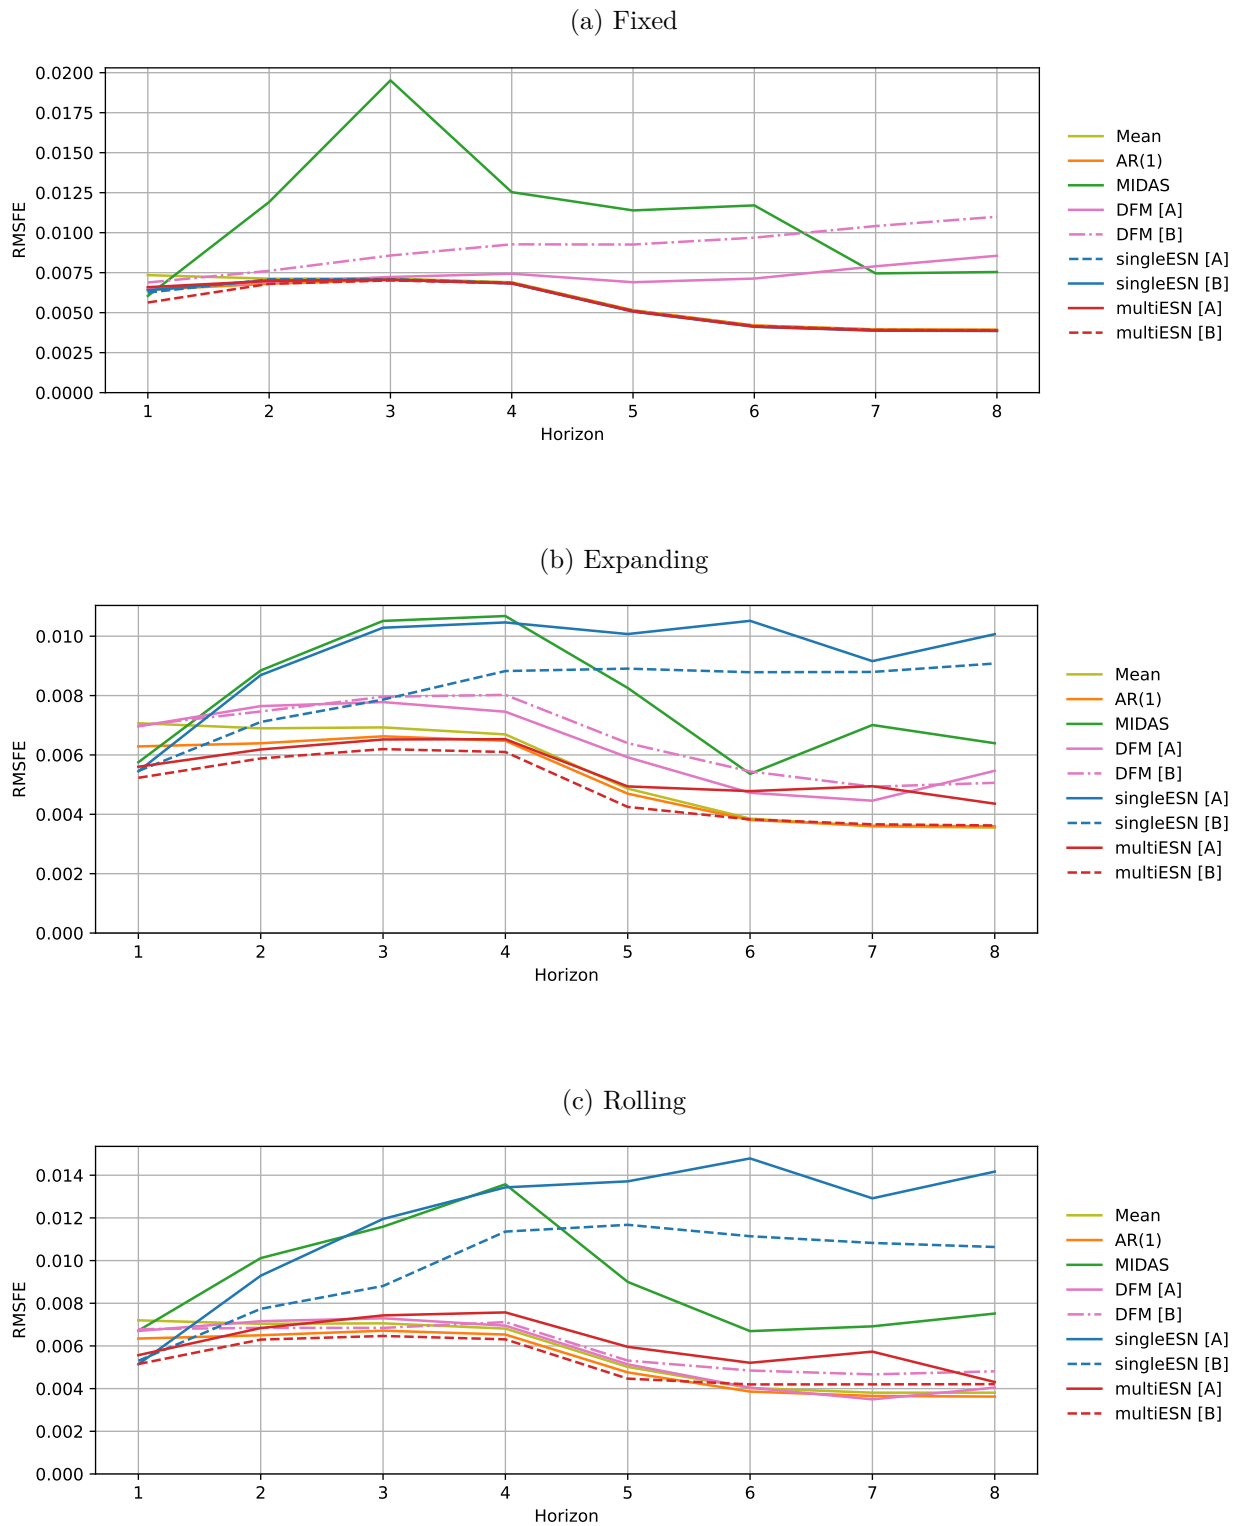 (a) Fixed
0.0200
0.0175
0.0150
0.0125
0.0100
0.0075
0.0050
0.0025
0.0000
RMSFE
1 2 3 4 5 6 7 8
Horizon
Mean
AR(1)
MIDAS
DFM [A]
DFM [B]
singleESN [A]
singleESN [B]
multiESN [A]
multiESN [B]
(b) Expanding
0.010
0.008
0.006
0.004
0.002
0.000
RMSFE
1 2 3 4 5 6 7 8
Horizon
Mean
AR(1)
MIDAS
DFM [A]
DFM [B]
singleESN [A]
singleESN [B]
multiESN [A]
multiESN [B]
(c) Rolling
0.014
0.012
0.010
0.008
0.006
0.004
0.002
0.000
RMSFE
1 2 3 4 5 6 7 8
Horizon
Mean
AR(1)
MIDAS
DFM [A]
DFM [B]
singleESN [A]
singleESN [B]
multiESN [A]
multiESN [B]